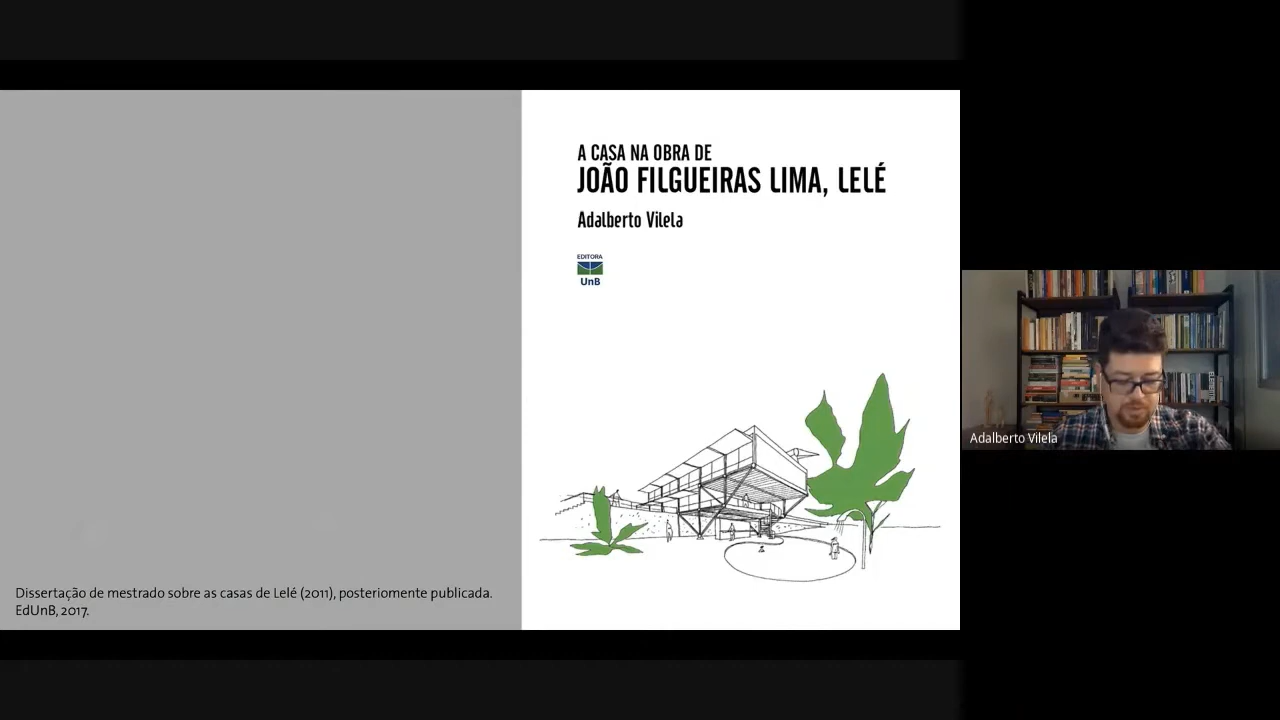 A CASA NA OBRA DE
JOÃO FILGUEIRAS LIMA, LELÉ
Adalberto Vilela
EDITORA
UnB
Dissertação de mestrado sobre as casas de Lelé (2011), posteriomente publicada.
EdUnB, 2017.
Adalberto Vilela